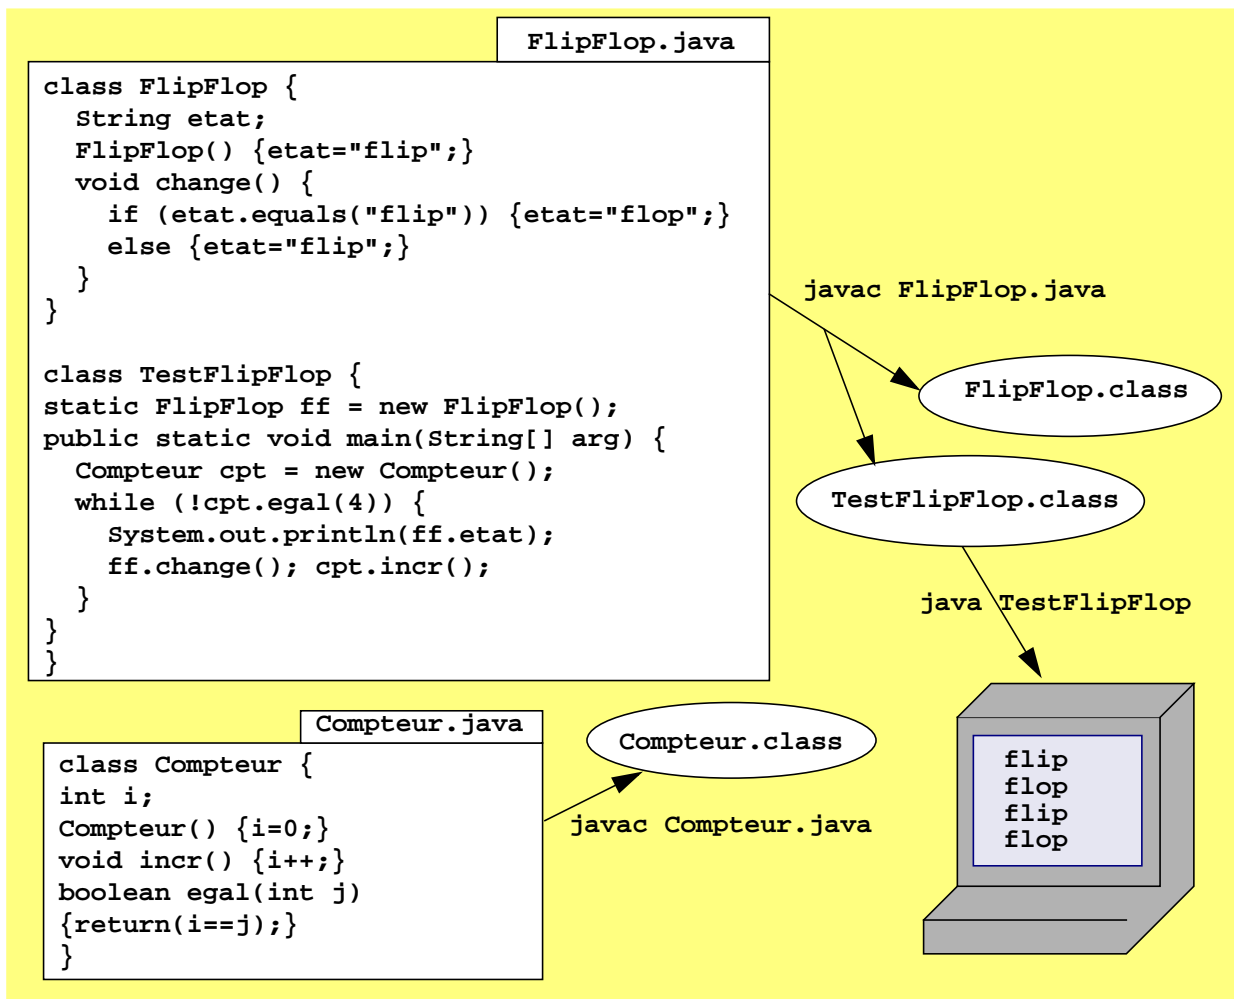 FlipFlop.java
class FlipFlop {
  String etat;
  FlipFlop() {etat="flip";}
  void change() {
    if (etat.equals("flip")) {etat="flop";}
    else {etat="flip";}
  }
}
class TestFlipFlop {
static FlipFlop ff = new FlipFlop();
public static void main(String[] arg) {
  Compteur cpt = new Compteur();
  while (!cpt.egal(4)) {
    System.out.println(ff.etat);
    ff.change(); cpt.incr();
  }
}
}
javac FlipFlop.java
FlipFlop.class
TestFlipFlop.class
java TestFlipFlop
Compteur.java
class Compteur {
int i;
Compteur() {i=0;}
void incr() {i++;}
boolean egal(int j)
{return(i==j);}
}
Compteur.class
javac Compteur.java
flip
flop
flip
flop